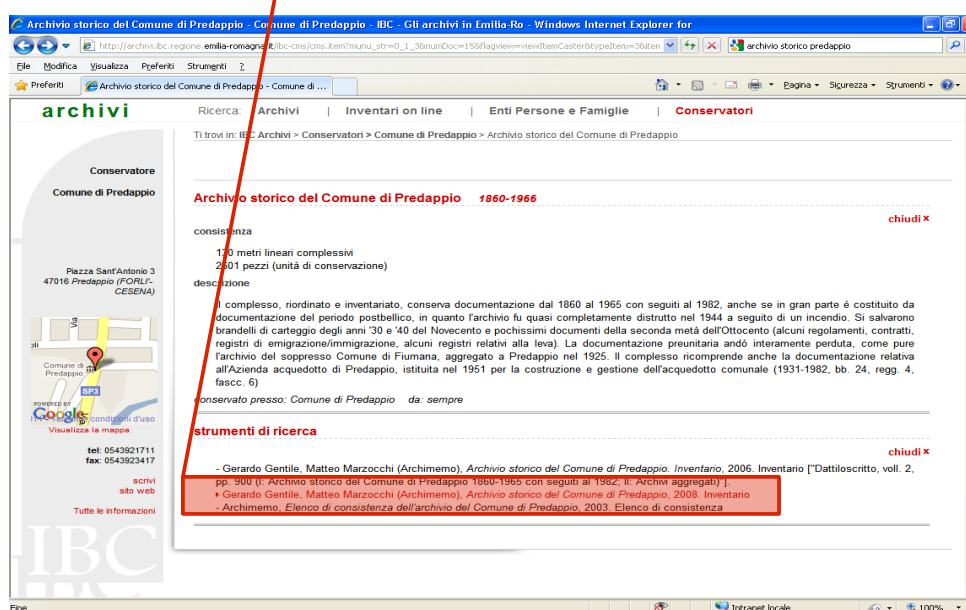 Archivio storico del Comune di Predappio - Comune di Predappio - IBC - Gli archivi in Emilia-Ro - Windows Internet Explorer for
http://archivi.ibc.regione.emilia-romagna.it/ibc-cms/cms.item?munu_str=0_1_3&numDoc=15&flagview=viewItemCaster&typeItem=3&iten
archivio storico predappio
File Modifica Visualizza Preferiti Strumenti ?
Preferiti Archivio storico del Comune di Predappio - Comune di ...
Pagina Sicurezza Strumenti
archivi
Ricerca: Archivi | Inventari on line | Enti Persone e Famiglie | Conservatori
Ti trovi in: IBC Archivi > Conservatori > Comune di Predappio > Archivio storico del Comune di Predappio
Conservatore
Comune di Predappio
Piazza Sant'Antonio 3
47016 Predappio (FORLI'-
CESENA)
Comune di
Predappio
SP3
POWERED BY
Google
condizioni d'uso
Visualizza la mappa
tel: 0543921711
fax: 0543923417
scrivi
sito web
Tutte le informazioni
IBC
Archivio storico del Comune di Predappio 1860-1966
chiudi x
consistenza
130 metri lineari complessivi
2601 pezzi (unità di conservazione)
descrizione
Il complesso, riordinato e inventariato, conserva documentazione dal 1860 al 1965 con seguiti al 1982, anche se in gran parte é costituito da
documentazione del periodo postbellico, in quanto l'archivio fu quasi completamente distrutto nel 1944 a seguito di un incendio. Si salvarono
brandelli di carteggio degli anni '30 e '40 del Novecento e pochissimi documenti della seconda metà dell'Ottocento (alcuni regolamenti, contratti,
registri di emigrazione/immigrazione, alcuni registri relativi alla leva). La documentazione preunitaria andò interamente perduta, come pure
l'archivio del soppresso Comune di Fiumana, aggregato a Predappio nel 1925. Il complesso ricomprende anche la documentazione relativa
all'Azienda acquedotto di Predappio, istituita nel 1951 per la costruzione e gestione dell'acquedotto comunale (1931-1982, bb. 24, regg. 4,
fascc. 6)
conservato presso: Comune di Predappio da: sempre
strumenti di ricerca
chiudi x
- Gerardo Gentile, Matteo Marzocchi (Archimemo), Archivio storico del Comune di Predappio. Inventario, 2006. Inventario ["Dattiloscritto, voll. 2,
pp. 900 (I: Archivio storico del Comune di Predappio 1860-1965 con seguiti al 1982; II: Archivi aggregati)"].
Gerardo Gentile, Matteo Marzocchi (Archimemo), Archivio storico del Comune di Predappio, 2008. Inventario
- Archimemo, Elenco di consistenza dell'archivio del Comune di Predappio, 2003. Elenco di consistenza
Fine
Intranet locale
100%